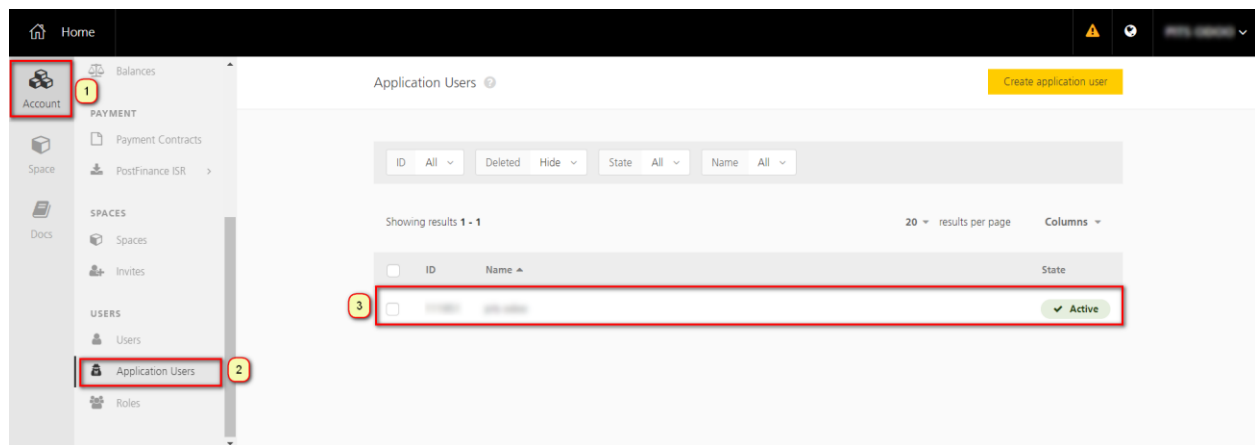 Home
Account
Space
Docs
1
Balances
PAYMENT
Payment Contracts
PostFinance ISR
SPACES
Spaces
Invites
USERS
Users
Application Users
2
Roles
Application Users
Create application user
ID All Deleted Hide State All Name All
Showing results 1 - 1 20 results per page Columns
ID Name State
3
Active